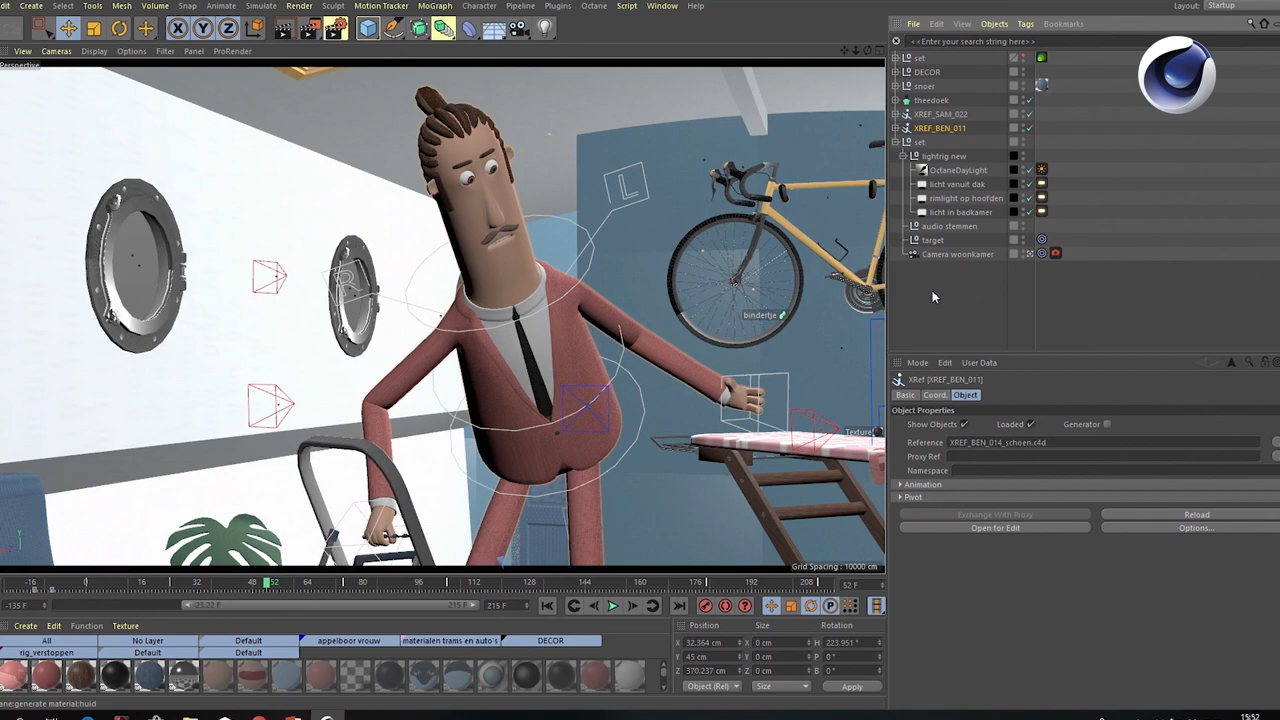 Create Edit Select Tools Mesh Volume Snap Animate Simulate Render Sculpt Motion Tracker MoGraph Character Pipeline Plugins Octane Script Window Help
Layout: Startup
X Y Z
File Edit View Objects Tags Bookmarks
<<Enter your search string here>>
View Cameras Display Options Filter Panel ProRender
Perspective
set
DECOR
snoer
theedoek
XREF_SAM_022
XREF_BEN_011
set
lightrig new
OctaneDayLight
licht vanuit dak
rimlight op hoofden
licht in badkamer
audio stemmen
target
Camera woonkamer
L
R
bindertje
Texture
Grid Spacing : 10000 cm
Mode Edit User Data
XRef [XREF_BEN_011]
Basic Coord. Object
Object Properties
Show Objects Loaded Generator
Reference XREF_BEN_014_schoen.c4d
Proxy Ref
Namespace
Animation
Pivot
Exchange With Proxy Reload
Open for Edit Options...
-16 0 16 32 48 52 64 80 96 112 128 144 160 176 192 208 52 F
-135 F -23.22 F 215 F 215 F
P
Create Edit Function Texture
All No Layer Default appelboor vrouw materialen trams en auto's DECOR
rig_verstoppen Default Default
Position Size Rotation
X 32.364 cm X 0 cm H 223.951 °
Y 45 cm Y 0 cm P 0 °
Z 370.237 cm Z 0 cm B 0 °
Object (Rel) Size Apply
ane:generate material:huid
15:52